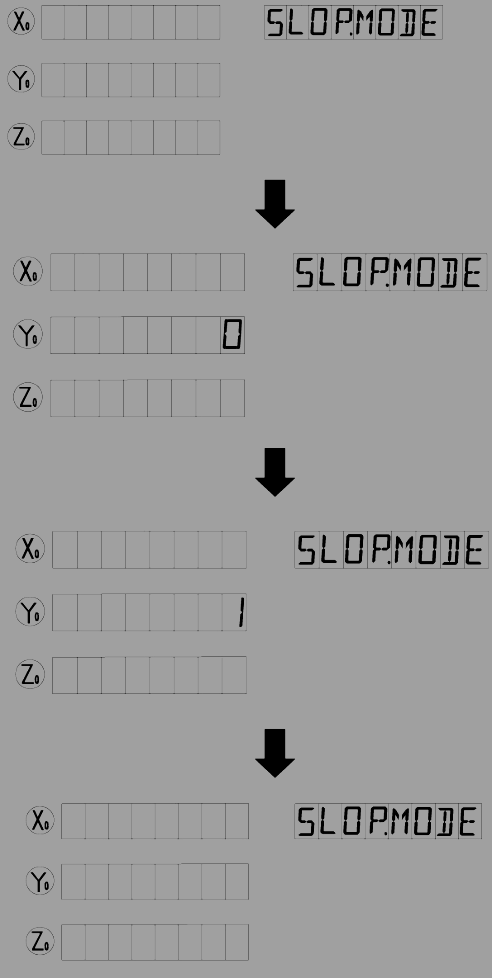 X₀ SLOP.MODE
Y₀
Z₀
X₀ SLOP.MODE
Y₀ 0
Z₀
X₀ SLOP.MODE
Y₀ 1
Z₀
X₀ SLOP.MODE
Y₀
Z₀